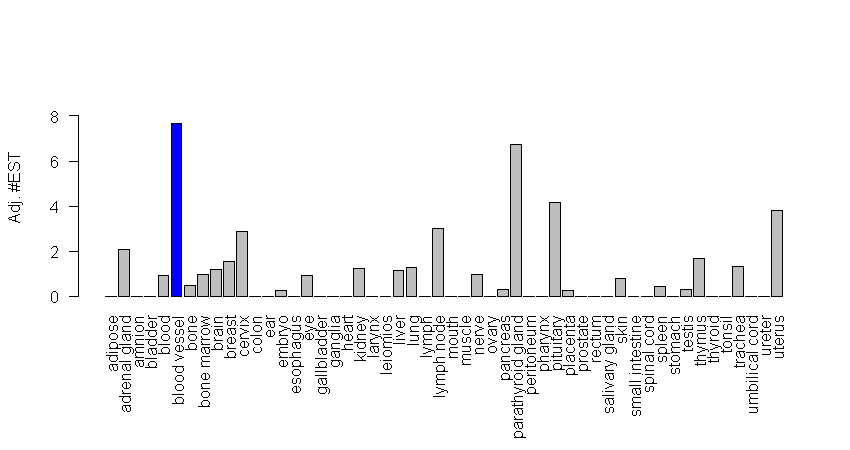 8
6
4
2
0
Adj. #EST
adipose
adrenal gland
amnion
bladder
blood
blood vessel
bone
bone marrow
brain
breast
cervix
colon
ear
embryo
esophagus
eye
gallbladder
ganglia
heart
kidney
larynx
leiomios
liver
lung
lymph
lymph node
mouth
muscle
nerve
ovary
pancreas
parathyroid gland
peritoneum
pharynx
pituitary
placenta
prostate
rectum
salivary gland
skin
small intestine
spinal cord
spleen
stomach
testis
thymus
thyroid
tonsil
trachea
umbilical cord
ureter
uterus